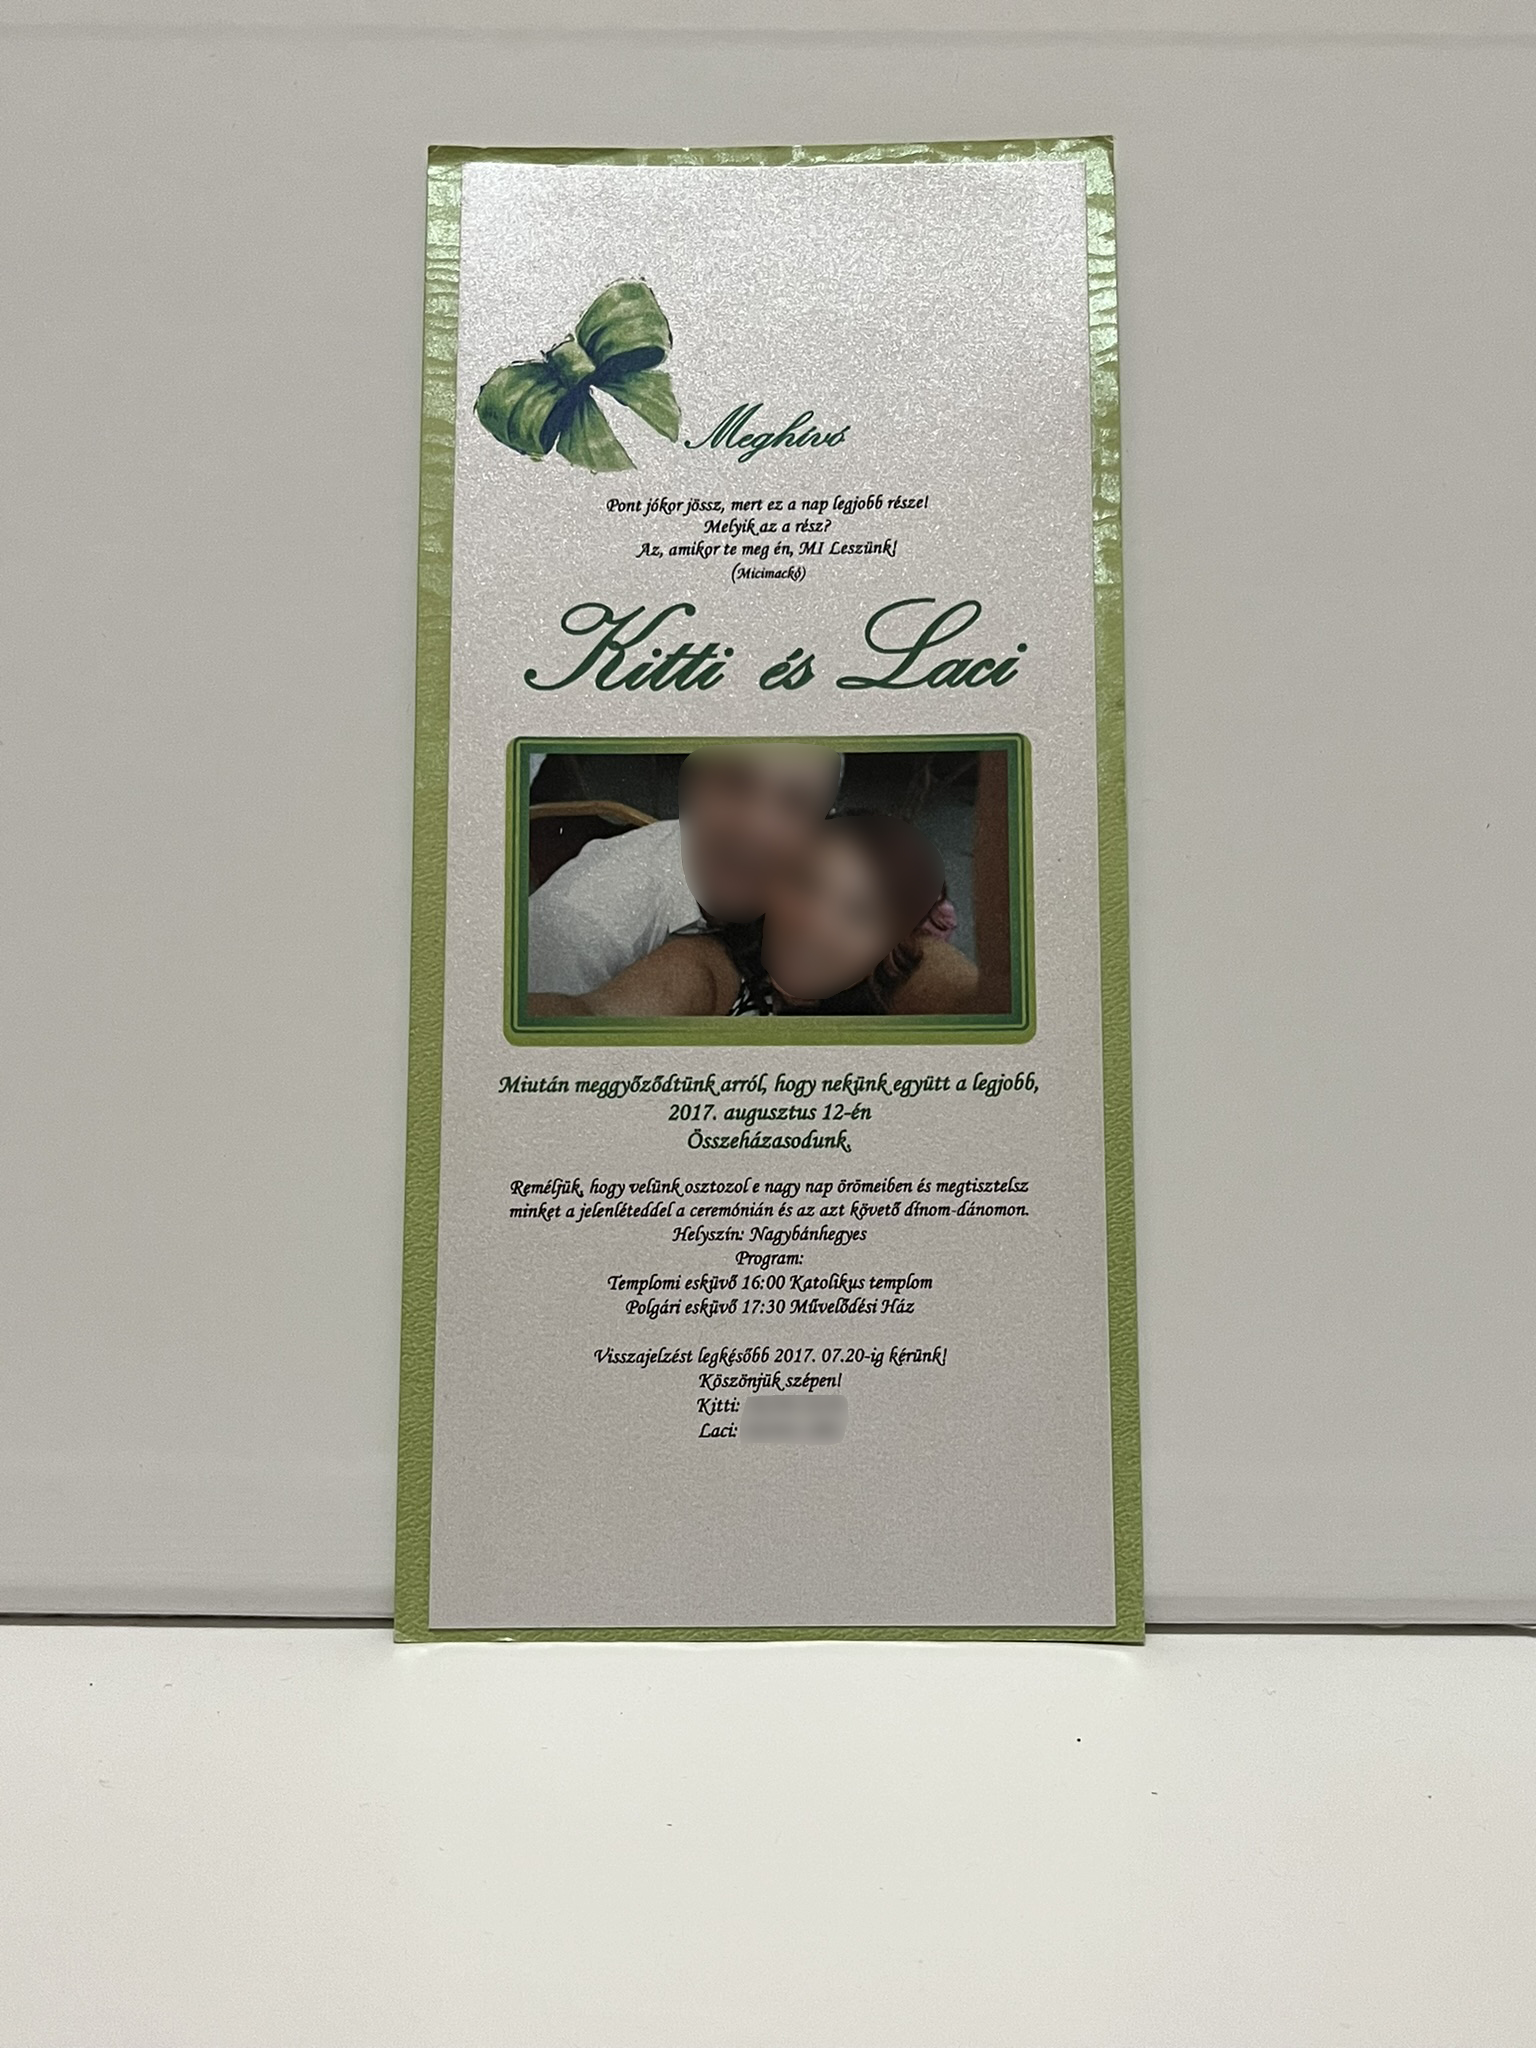 Meghívó
Pont jókor jössz, mert ez a nap legjobb része!
Melyik az a rész?
Az, amikor te meg én, MI Leszünk!
(Micimackó)
Kitti és Laci
Miután meggyőződtünk arról, hogy nekünk együtt a legjobb,
2017. augusztus 12-én
Összeházasodunk.
Reméljük, hogy velünk osztozol e nagy nap örömeiben és megtisztelsz
minket a jelenléteddel a ceremónián és az azt követő dínom-dánomon.
Helyszín: Nagybánhegyes
Program:
Templomi esküvő 16:00 Katolikus templom
Polgári esküvő 17:30 Művelődési Ház
Visszajelzést legkésőbb 2017. 07.20-ig kérünk!
Köszönjük szépen!
Kitti:
Laci: